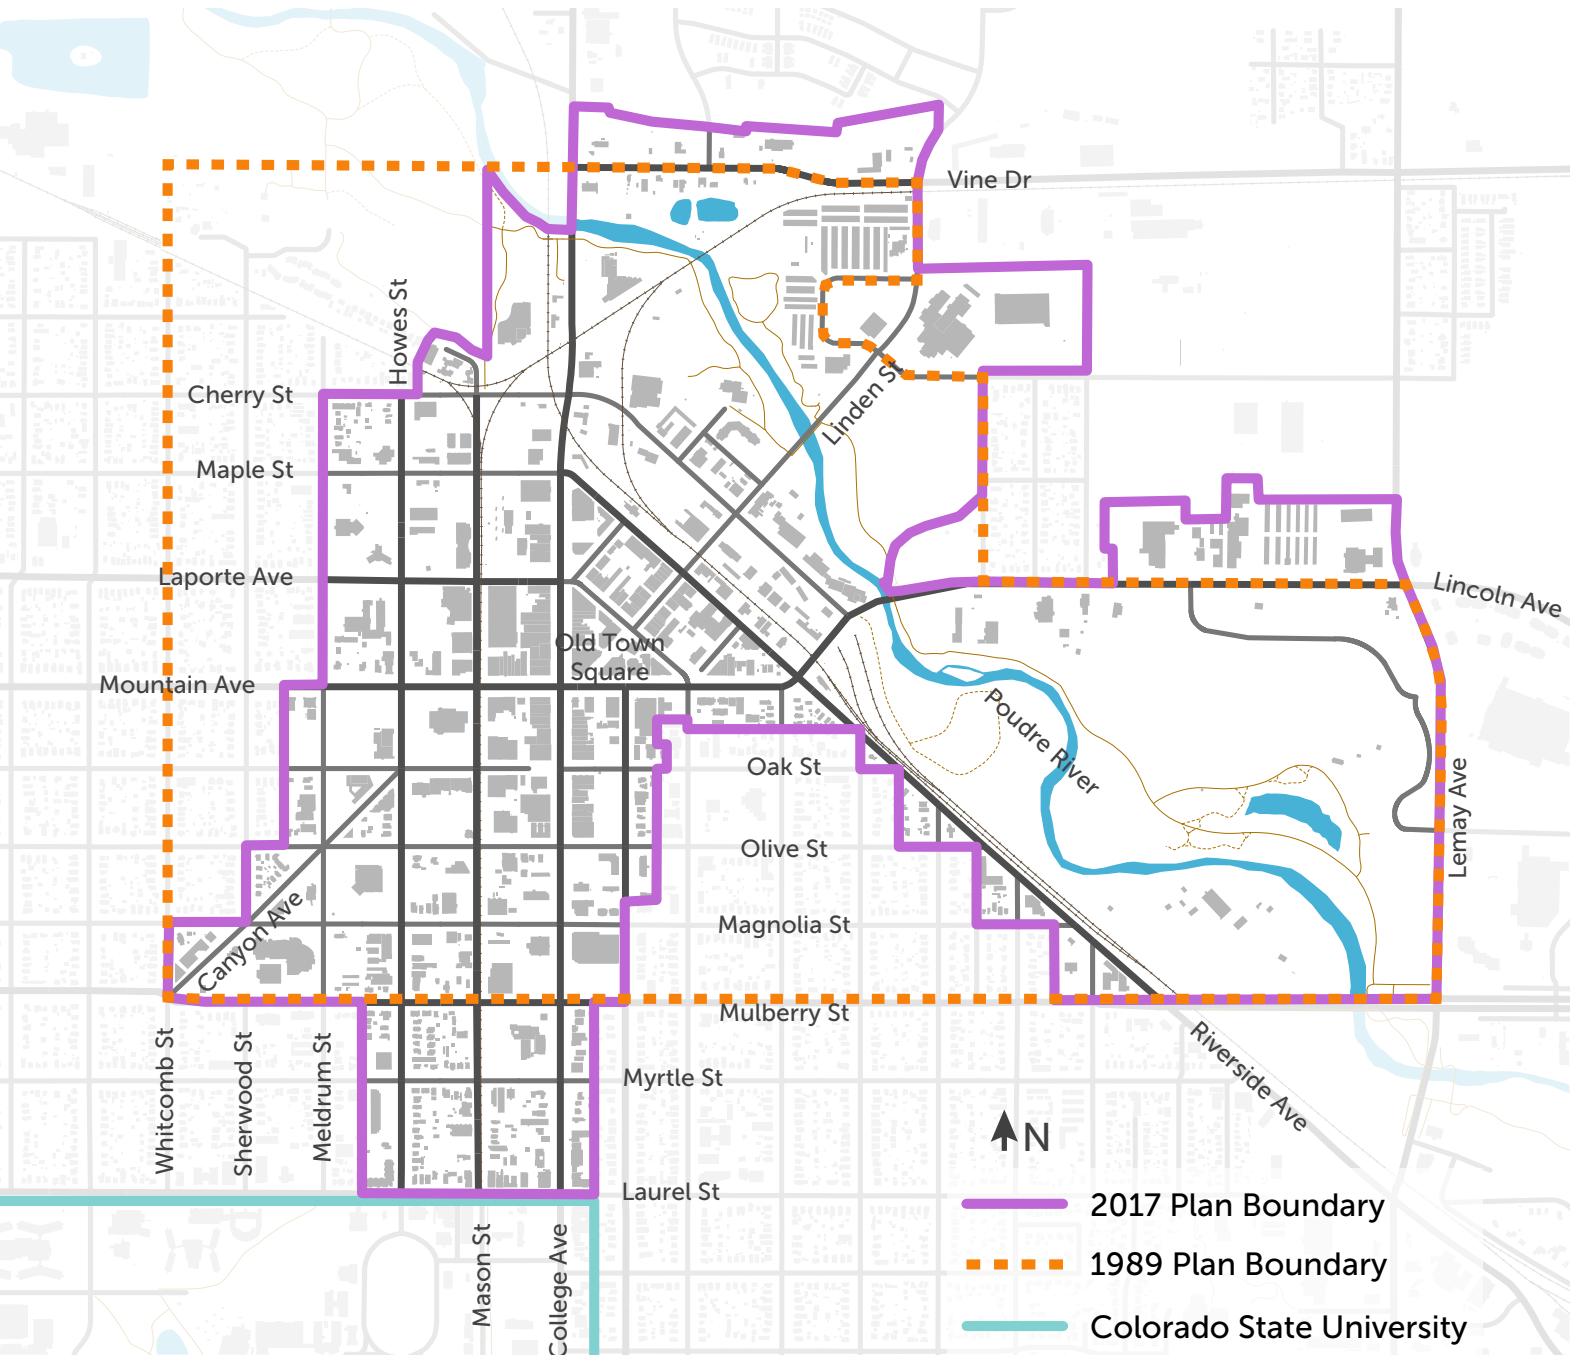 Vine Dr
Howes St
Cherry St
Linden St
Maple St
Laporte Ave
Lincoln Ave
Old Town
Square
Mountain Ave
Poudre River
Oak St
Lemay Ave
Olive St
Canyon Ave
Magnolia St
Mulberry St
Whitcomb St
Sherwood St
Meldrum St
Myrtle St
Riverside Ave
N
Laurel St
Mason St
College Ave
2017 Plan Boundary
1989 Plan Boundary
Colorado State University